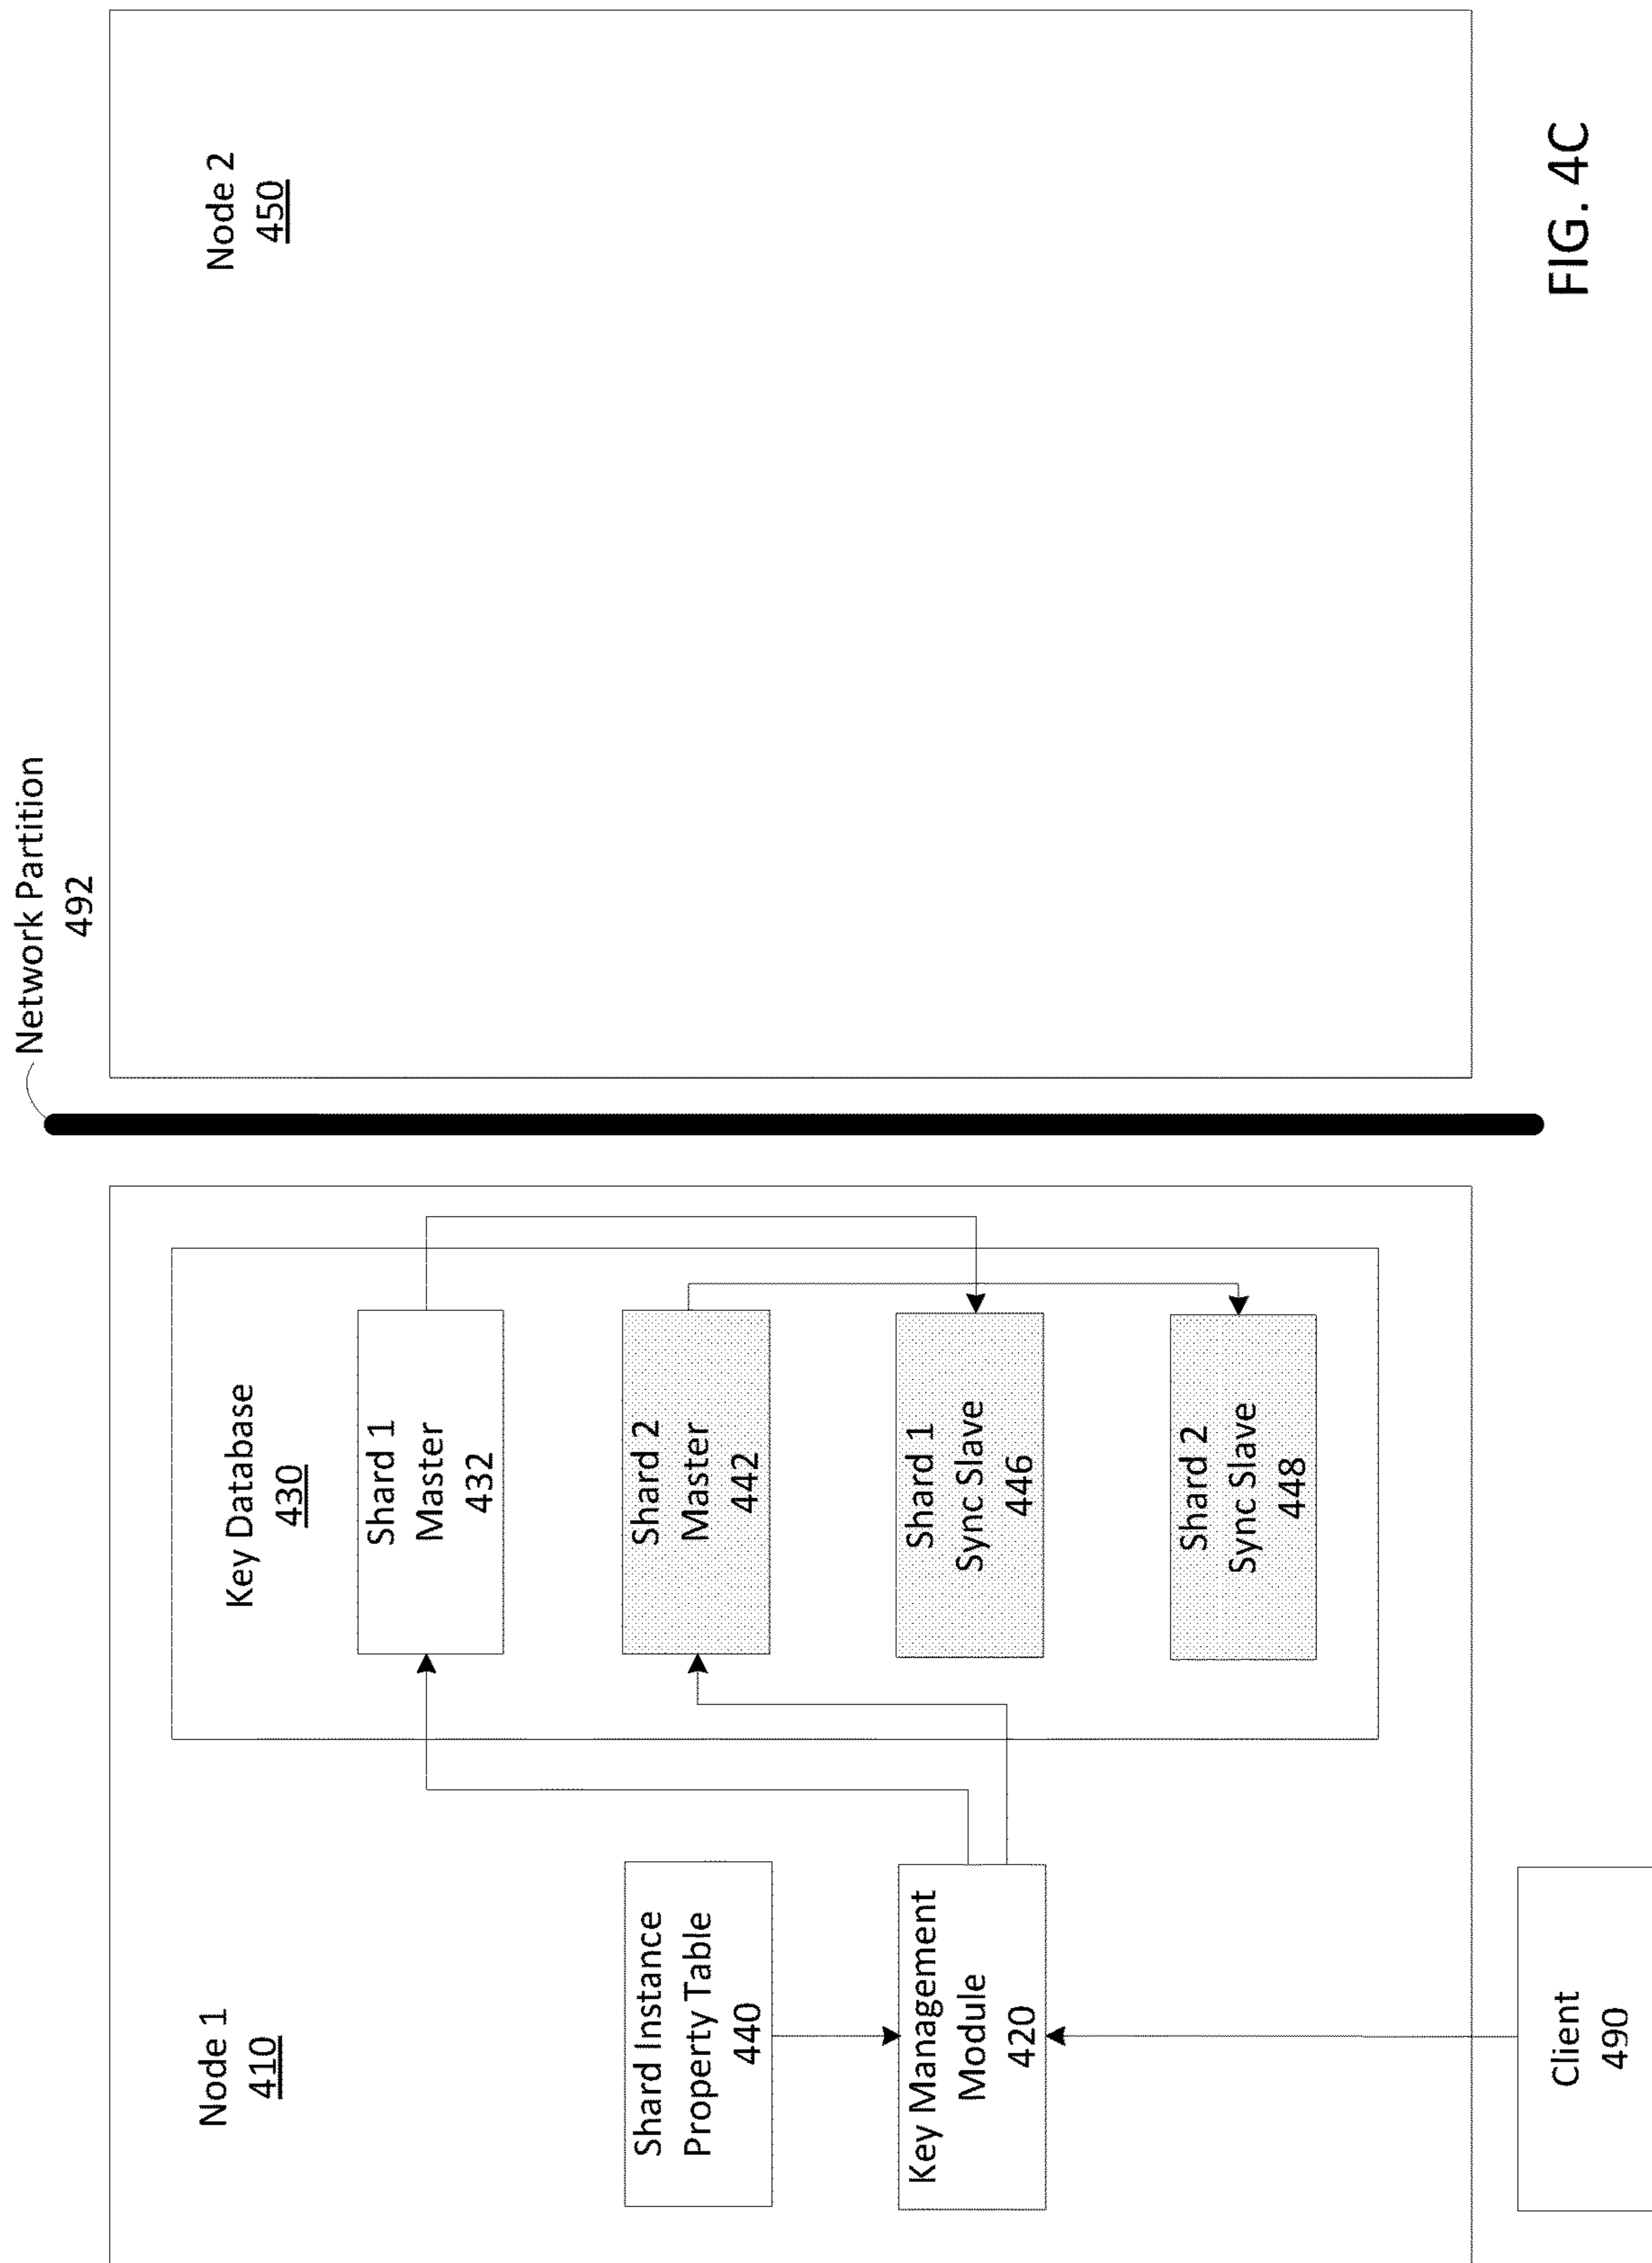 Network Partition
492
Node 1
410
Key Database
430
Node 2
450
Shard 1
Master
432
Shard Instance
Property Table
440
Shard 2
Master
442
Key Management
Module
420
Shard 1
Sync Slave
446
Shard 2
Sync Slave
448
Client
490
FIG. 4C